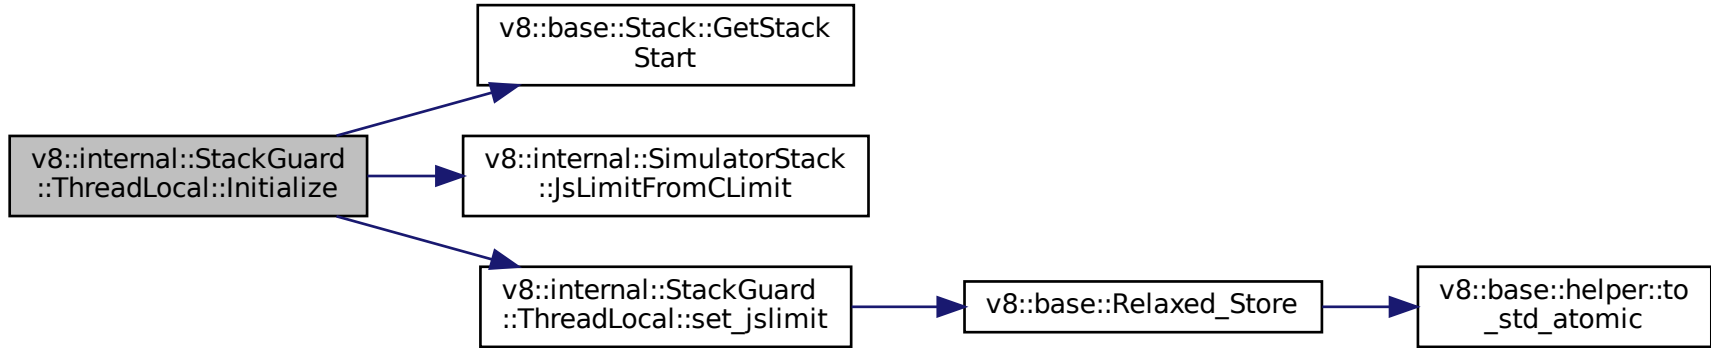 v8::base::Stack::GetStack
Start
v8::internal::StackGuard
::ThreadLocal::Initialize
v8::internal::SimulatorStack
::JsLimitFromCLimit
v8::internal::StackGuard
::ThreadLocal::set_jslimit
v8::base::Relaxed_Store
v8::base::helper::to
_std_atomic